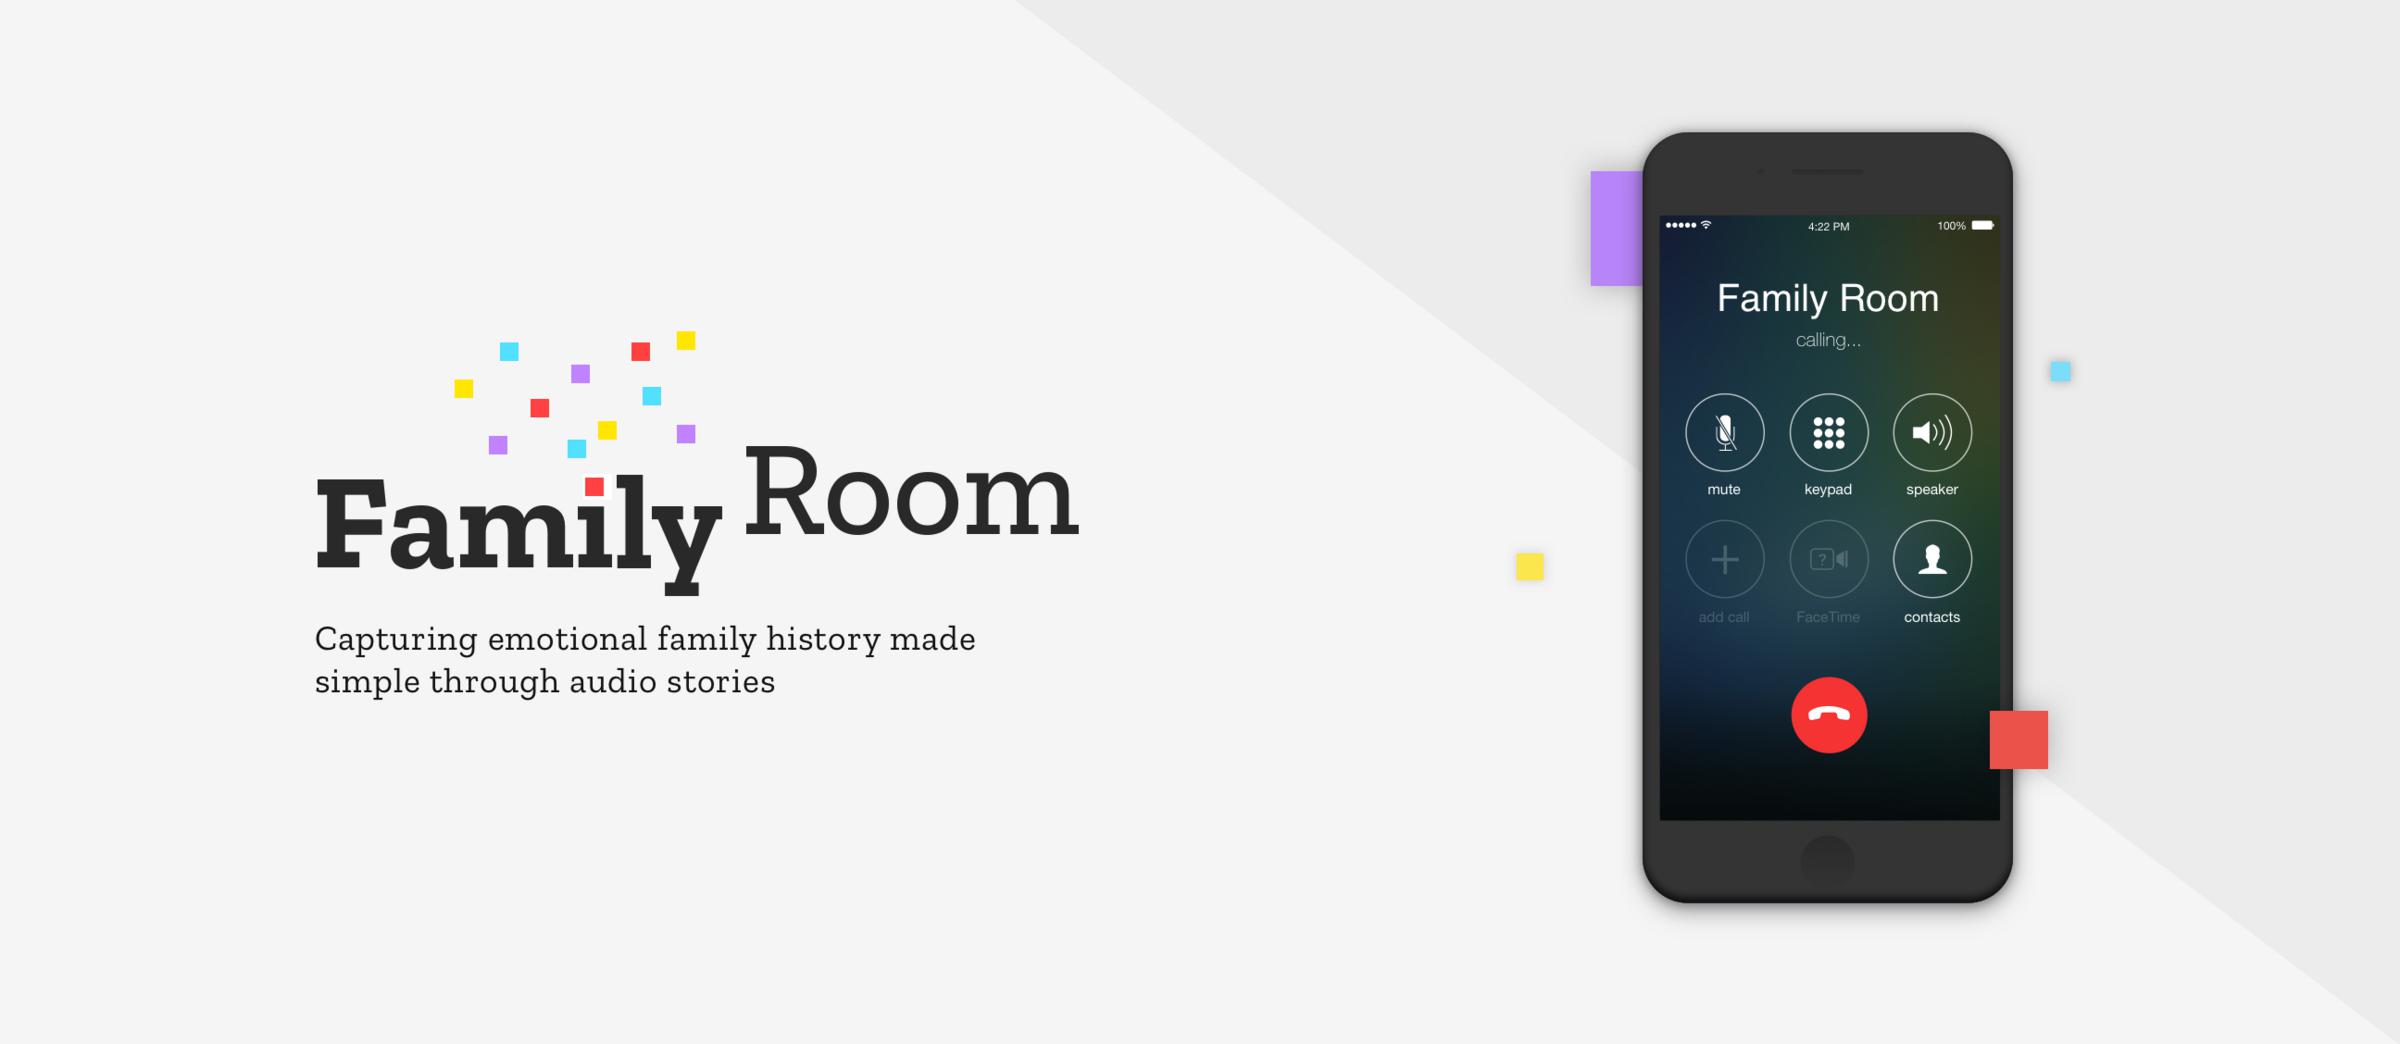 Family Room
Capturing emotional family history made
simple through audio stories
4:22 PM
100%
Family Room
calling...
mute
keypad
speaker
?
add call
FaceTime
contacts